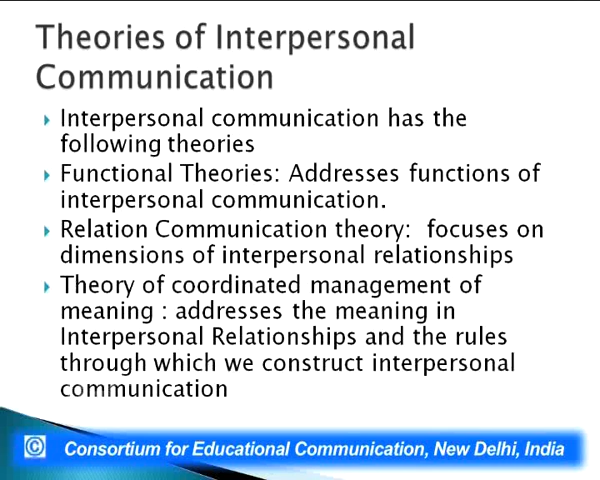 Theories of Interpersonal
Communication
Interpersonal communication has the
following theories
Functional Theories: Addresses functions of
interpersonal communication.
Relation Communication theory:  focuses on
dimensions of interpersonal relationships
Theory of coordinated management of
meaning : addresses the meaning in
Interpersonal Relationships and the rules
through which we construct interpersonal
communication
© Consortium for Educational Communication, New Delhi, India